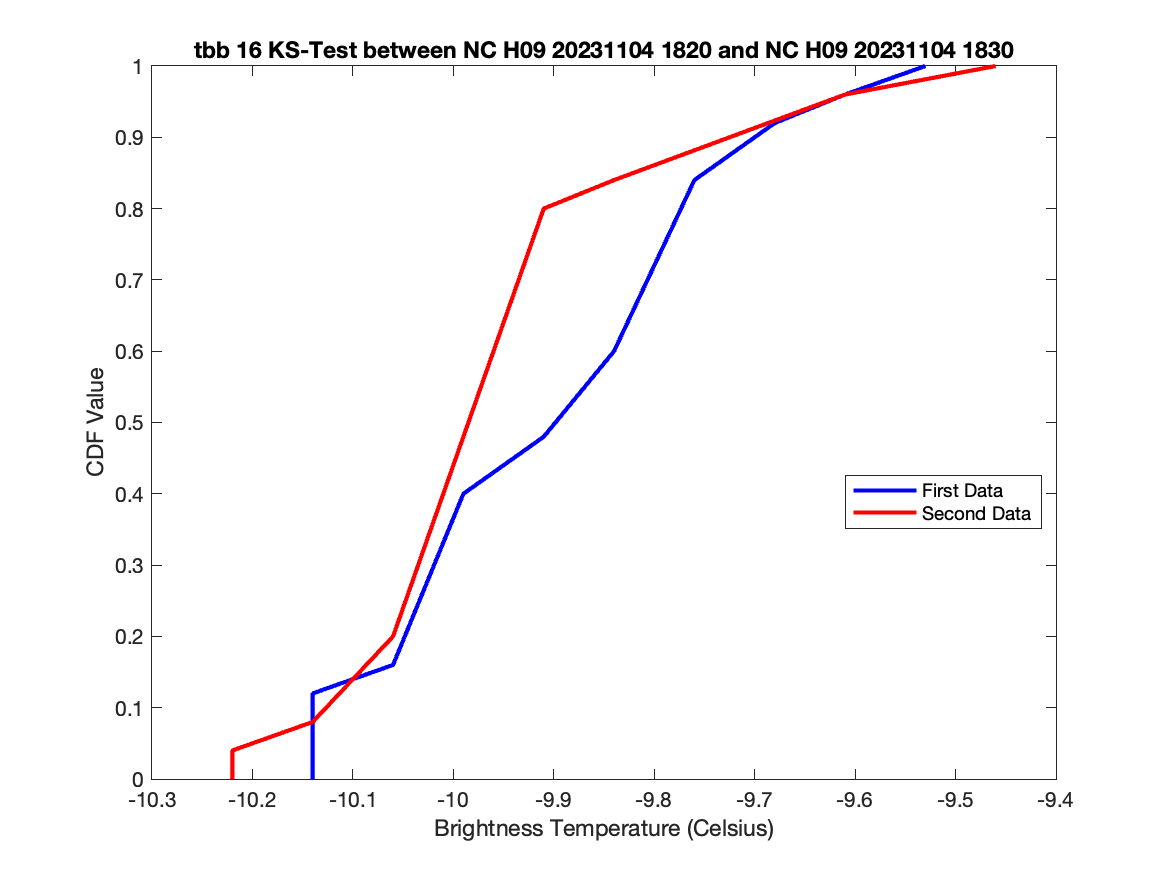 tbb 16 KS-Test between NC H09 20231104 1820 and NC H09 20231104 1830
1
0.9
0.8
0.7
0.6
0.5
0.4
0.3
0.2
0.1
0
CDF Value
First Data
Second Data
-10.3 -10.2 -10.1 -10 -9.9 -9.8 -9.7 -9.6 -9.5 -9.4
Brightness Temperature (Celsius)